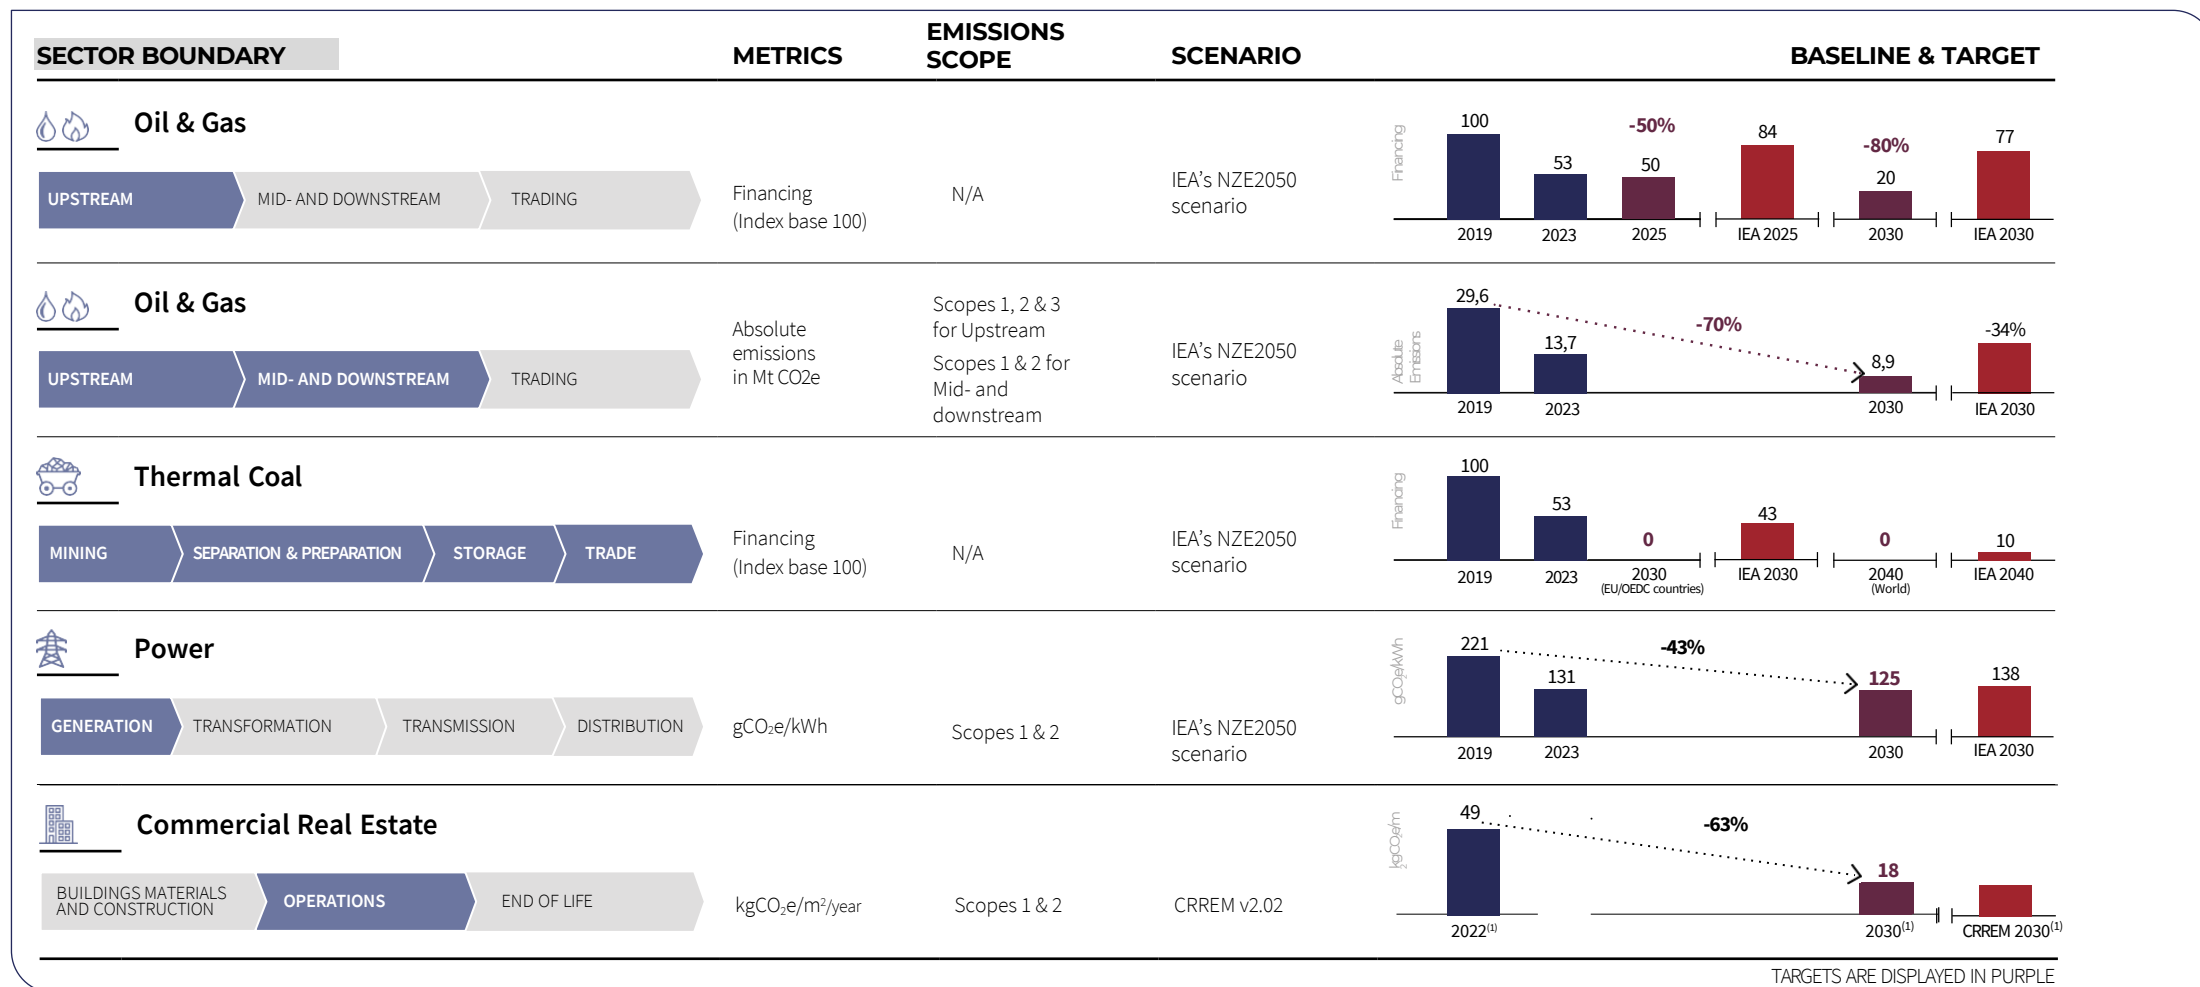 SECTOR BOUNDARY
METRICS
EMISSIONS
SCOPE
SCENARIO
BASELINE & TARGET
Oil & Gas
UPSTREAM
MID- AND DOWNSTREAM
TRADING
Financing
(Index base 100)
N/A
IEA's NZE2050
scenario
Financing
100
53
-50%
50
84
-80%
20
77
2019
2023
2025
IEA 2025
2030
IEA 2030
Oil & Gas
UPSTREAM
MID- AND DOWNSTREAM
TRADING
Absolute
emissions
in Mt CO2e
Scopes 1, 2 & 3
for Upstream
Scopes 1 & 2 for
Mid- and
downstream
IEA's NZE2050
scenario
Absolute
Emissions
29,6
13,7
-70%
8,9
-34%
2019
2023
2030
IEA 2030
Thermal Coal
MINING
SEPARATION & PREPARATION
STORAGE
TRADE
Financing
(Index base 100)
N/A
IEA's NZE2050
scenario
Financing
100
53
0
43
0
10
2019
2023
2030
(EU/OEDC countries)
IEA 2030
2040
(World)
IEA 2040
Power
GENERATION
TRANSFORMATION
TRANSMISSION
DISTRIBUTION
gCO₂e/kWh
Scopes 1 & 2
IEA's NZE2050
scenario
gCO₂e/kWh
221
131
-43%
125
138
2019
2023
2030
IEA 2030
Commercial Real Estate
BUILDINGS MATERIALS
AND CONSTRUCTION
OPERATIONS
END OF LIFE
kgCO₂e/m²/year
Scopes 1 & 2
CRREM v2.02
kgCO₂e/m
2
49
-63%
18
2022⁽¹⁾
2030⁽¹⁾
CRREM 2030⁽¹⁾
TARGETS ARE DISPLAYED IN PURPLE